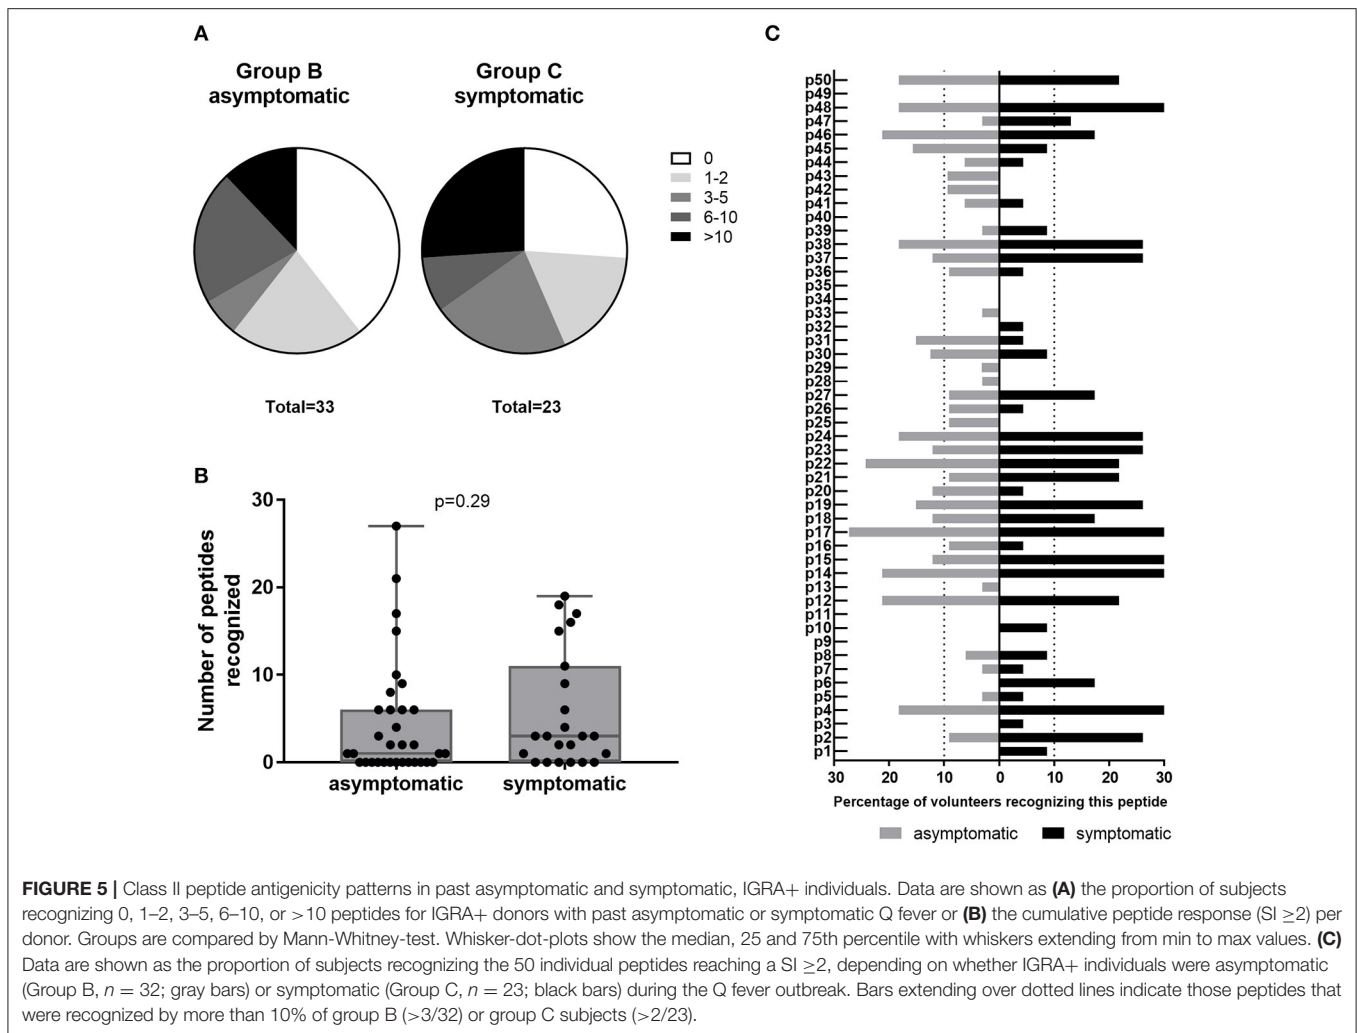 A
Group B
asymptomatic
Group C
symptomatic
0
1-2
3-5
6-10
>10
Total=33
Total=23
B
p=0.29
Number of peptides
recognized
30
20
10
0
asymptomatic
symptomatic
C
p50
p49
p48
p47
p46
p45
p44
p43
p42
p41
p40
p39
p38
p37
p36
p35
p34
p33
p32
p31
p30
p29
p28
p27
p26
p25
p24
p23
p22
p21
p20
p19
p18
p17
p16
p15
p14
p13
p12
p11
p10
p9
p8
p7
p6
p5
p4
p3
p2
p1
30 20 10 0 10 20 30
Percentage of volunteers recognizing this peptide
asymptomatic symptomatic
FIGURE 5 | Class II peptide antigenicity patterns in past asymptomatic and symptomatic, IGRA+ individuals. Data are shown as (A) the proportion of subjects
recognizing 0, 1–2, 3–5, 6–10, or >10 peptides for IGRA+ donors with past asymptomatic or symptomatic Q fever or (B) the cumulative peptide response (SI ≥2) per
donor. Groups are compared by Mann-Whitney-test. Whisker-dot-plots show the median, 25 and 75th percentile with whiskers extending from min to max values. (C)
Data are shown as the proportion of subjects recognizing the 50 individual peptides reaching a SI ≥2, depending on whether IGRA+ individuals were asymptomatic
(Group B, n = 32; gray bars) or symptomatic (Group C, n = 23; black bars) during the Q fever outbreak. Bars extending over dotted lines indicate those peptides that
were recognized by more than 10% of group B (>3/32) or group C subjects (>2/23).